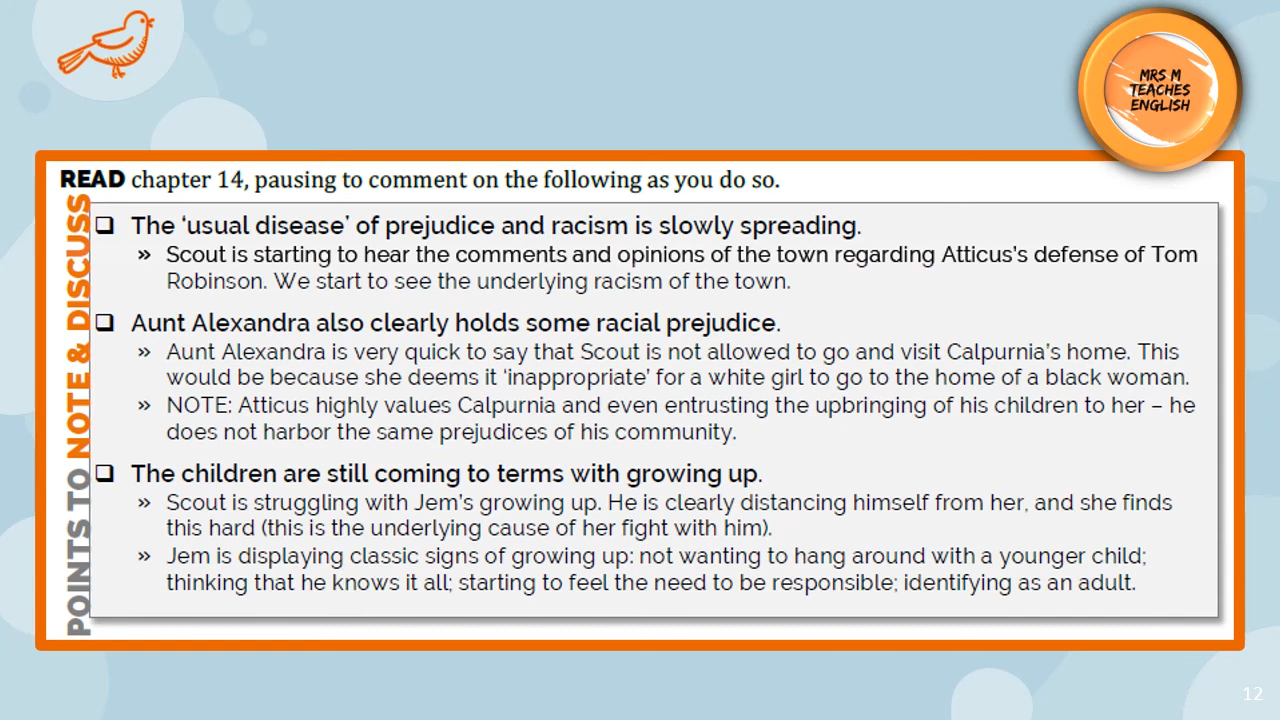 MRS M
TEACHES
ENGLISH
READ chapter 14, pausing to comment on the following as you do so.
POINTS TO NOTE & DISCUSS
The ‘usual disease’ of prejudice and racism is slowly spreading.
» Scout is starting to hear the comments and opinions of the town regarding Atticus’s defense of Tom
Robinson. We start to see the underlying racism of the town.
Aunt Alexandra also clearly holds some racial prejudice.
» Aunt Alexandra is very quick to say that Scout is not allowed to go and visit Calpurnia’s home. This
would be because she deems it ‘inappropriate’ for a white girl to go to the home of a black woman.
» NOTE: Atticus highly values Calpurnia and even entrusting the upbringing of his children to her – he
does not harbor the same prejudices of his community.
The children are still coming to terms with growing up.
» Scout is struggling with Jem’s growing up. He is clearly distancing himself from her, and she finds
this hard (this is the underlying cause of her fight with him).
» Jem is displaying classic signs of growing up: not wanting to hang around with a younger child;
thinking that he knows it all; starting to feel the need to be responsible; identifying as an adult.
12